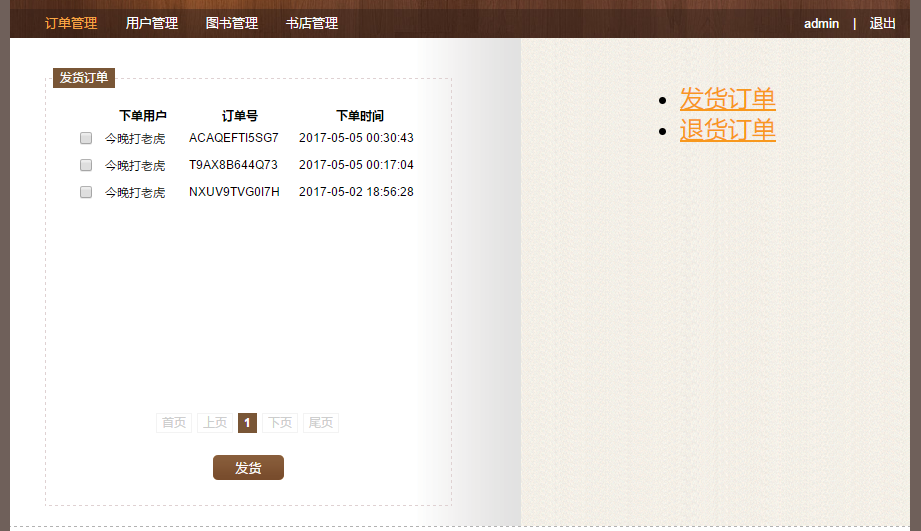 订单管理 用户管理 图书管理 书店管理 admin | 退出
发货订单
下单用户 订单号 下单时间
今晚打老虎 ACAQEFTI5SG7 2017-05-05 00:30:43
今晚打老虎 T9AX8B644Q73 2017-05-05 00:17:04
今晚打老虎 NXUV9TVG0I7H 2017-05-02 18:56:28
首页 上页 1 下页 尾页
发货
发货订单
退货订单